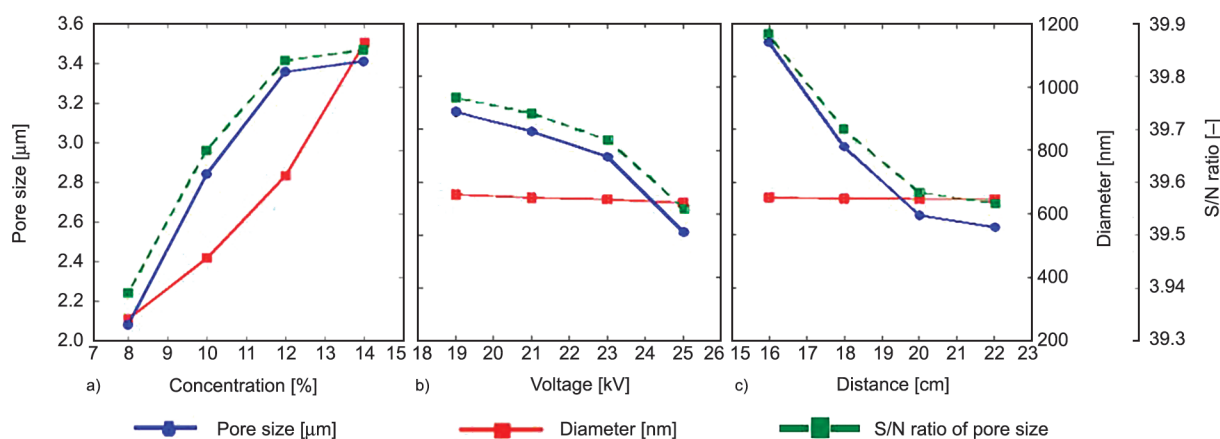 3.6
3.4
3.2
3.0
2.8
2.6
2.4
2.2
2.0
Pore size [µm]
7 8 9 10 11 12 13 14 15
a) Concentration [%]
18 19 20 21 22 23 24 25 26
b) Voltage [kV]
15 16 17 18 19 20 21 22 23
c) Distance [cm]
1200
1000
800
600
400
200
Diameter [nm]
39.9
39.8
39.7
39.6
39.5
3.94
39.3
S/N ratio [–]
Pore size [µm] Diameter [nm] S/N ratio of pore size